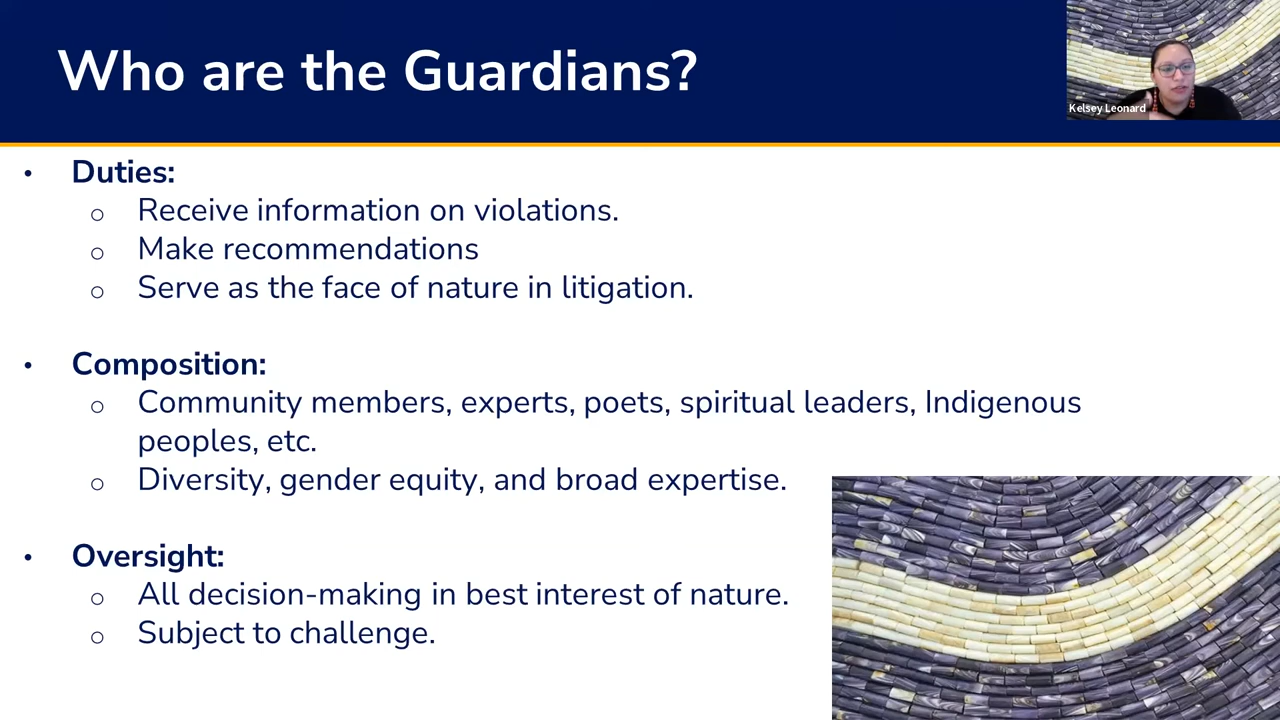 Who are the Guardians?
Kelsey Leonard
• Duties:
o Receive information on violations.
o Make recommendations
o Serve as the face of nature in litigation.
• Composition:
o Community members, experts, poets, spiritual leaders, Indigenous
peoples, etc.
o Diversity, gender equity, and broad expertise.
• Oversight:
o All decision-making in best interest of nature.
o Subject to challenge.